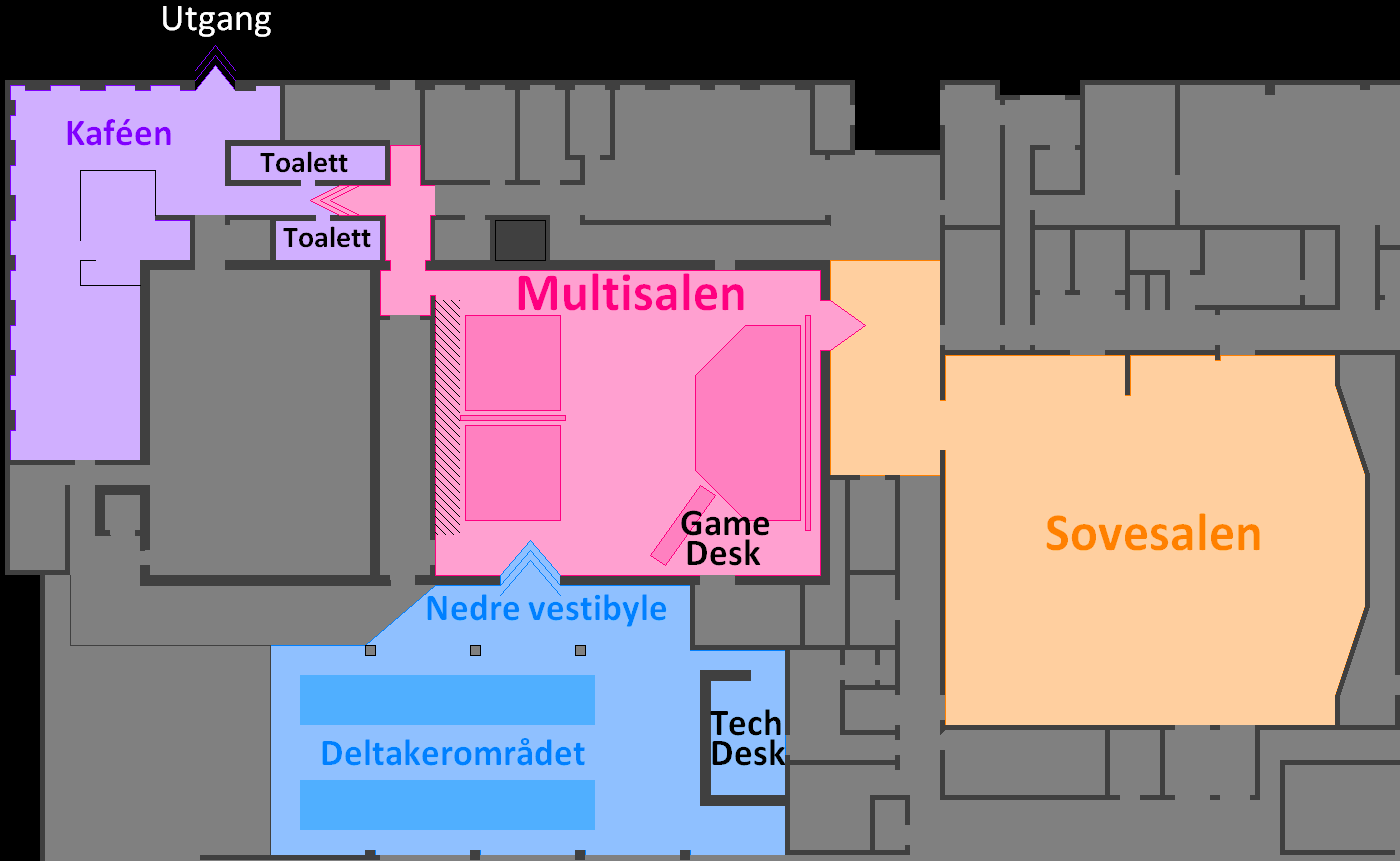 Utgang
Kaféen
Toalett
Toalett
Multisalen
Game
Desk
Sovesalen
Nedre vestibyle
Tech
Desk
Deltakerområdet